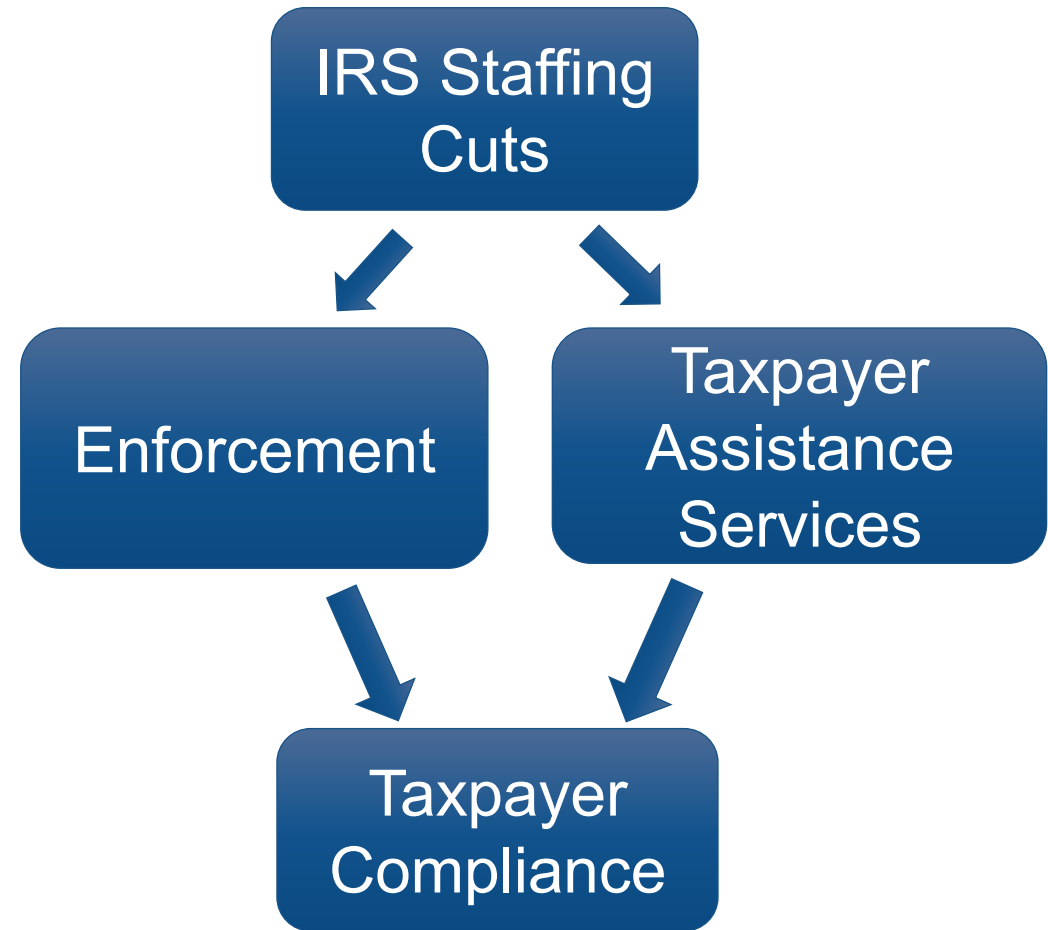 IRS Staffing
Cuts
Enforcement
Taxpayer
Assistance
Services
Taxpayer
Compliance